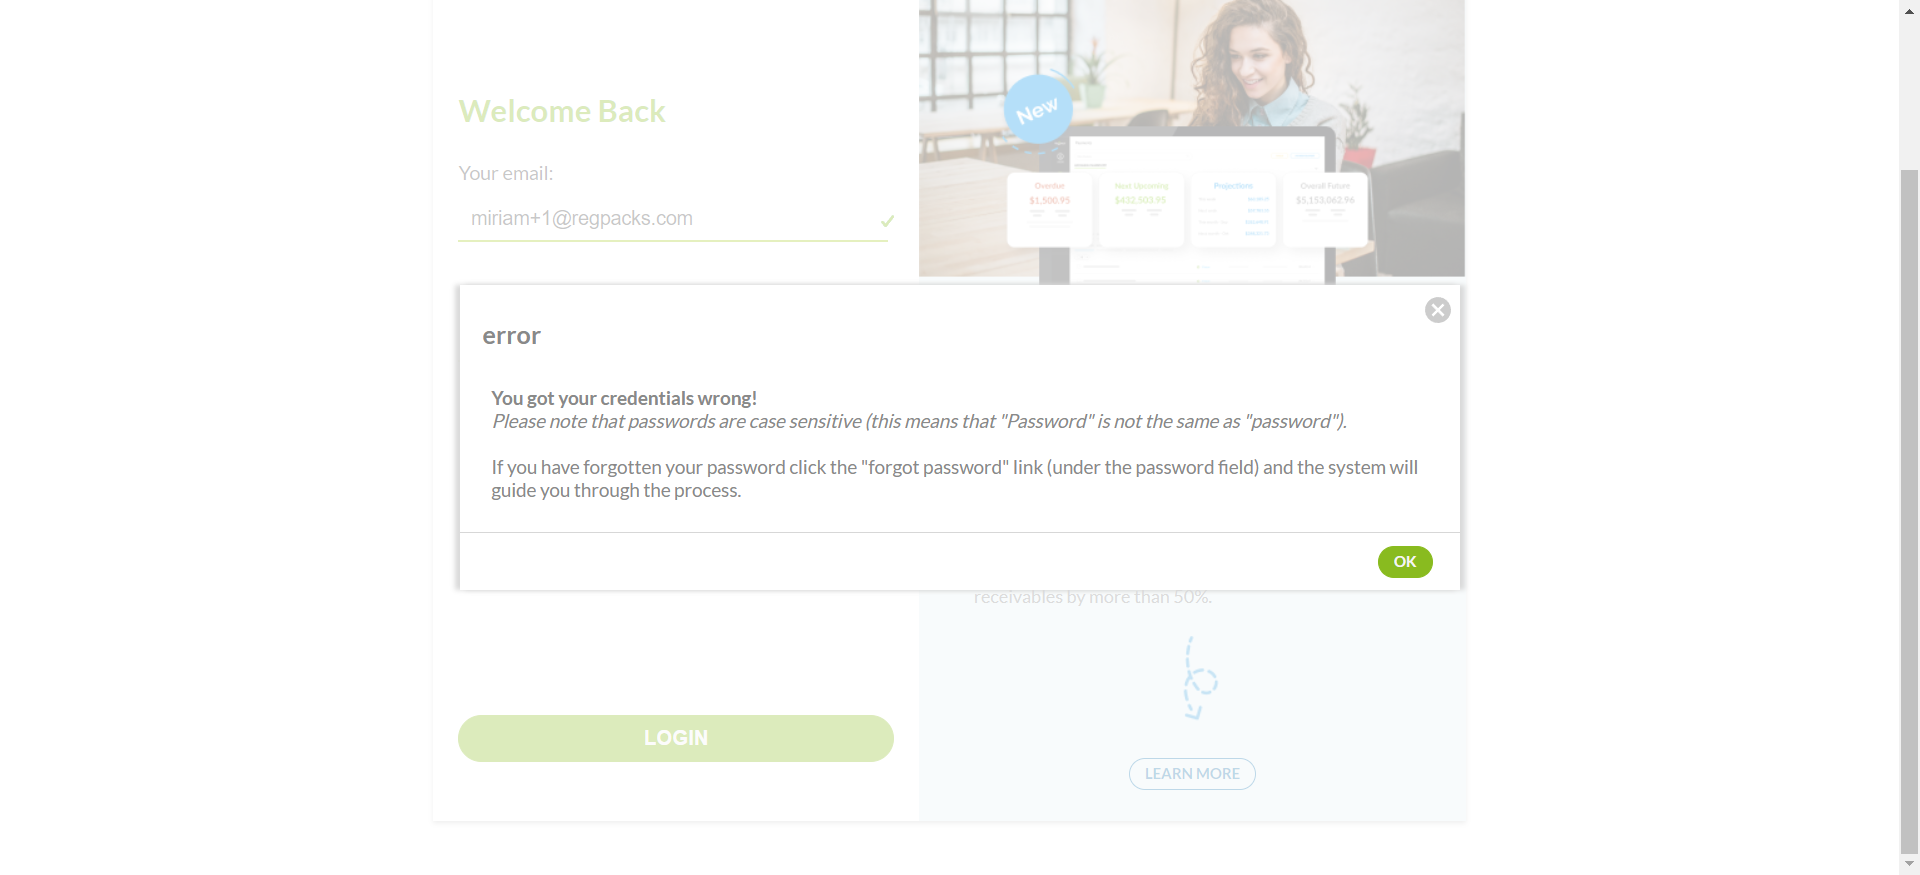 Welcome Back
Your email:
miriam+1@regpacks.com
New
Overdue
$1,500.95
Next Upcoming
$432,503.95
Projections
Overall Future
$5,153,062.96
error
You got your credentials wrong!
Please note that passwords are case sensitive (this means that "Password" is not the same as "password").
If you have forgotten your password click the "forgot password" link (under the password field) and the system will
guide you through the process.
OK
receivables by more than 50%.
LOGIN
LEARN MORE